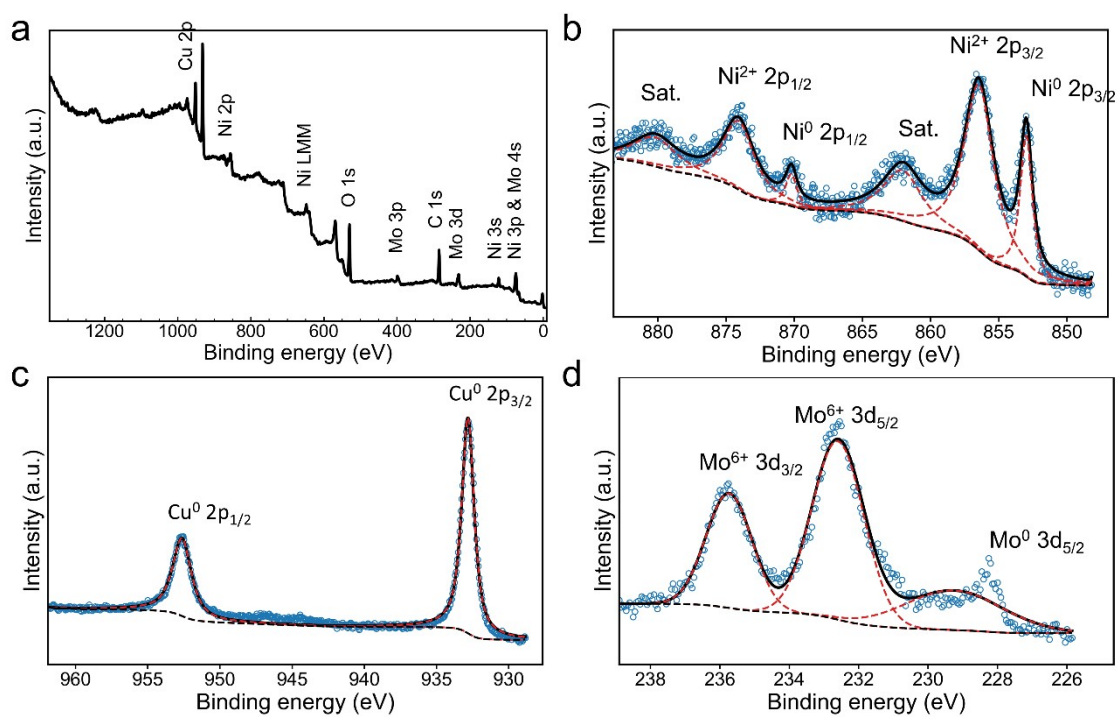 a
Intensity (a.u.)
Cu 2p
Ni 2p
Ni LMM
O 1s
Mo 3p
C 1s
Mo 3d
Ni 3s
Ni 3p & Mo 4s
1200 1000 800 600 400 200 0
Binding energy (eV)
b
Intensity (a.u.)
Sat.
Ni²⁺ 2p₁/₂
Ni⁰ 2p₁/₂
Sat.
Ni²⁺ 2p₃/₂
Ni⁰ 2p₃/₂
880 875 870 865 860 855 850
Binding energy (eV)
c
Intensity (a.u.)
Cu⁰ 2p₁/₂
Cu⁰ 2p₃/₂
960 955 950 945 940 935 930
Binding energy (eV)
d
Intensity (a.u.)
Mo⁶⁺ 3d₃/₂
Mo⁶⁺ 3d₅/₂
Mo⁰ 3d₅/₂
238 236 234 232 230 228 226
Binding energy (eV)